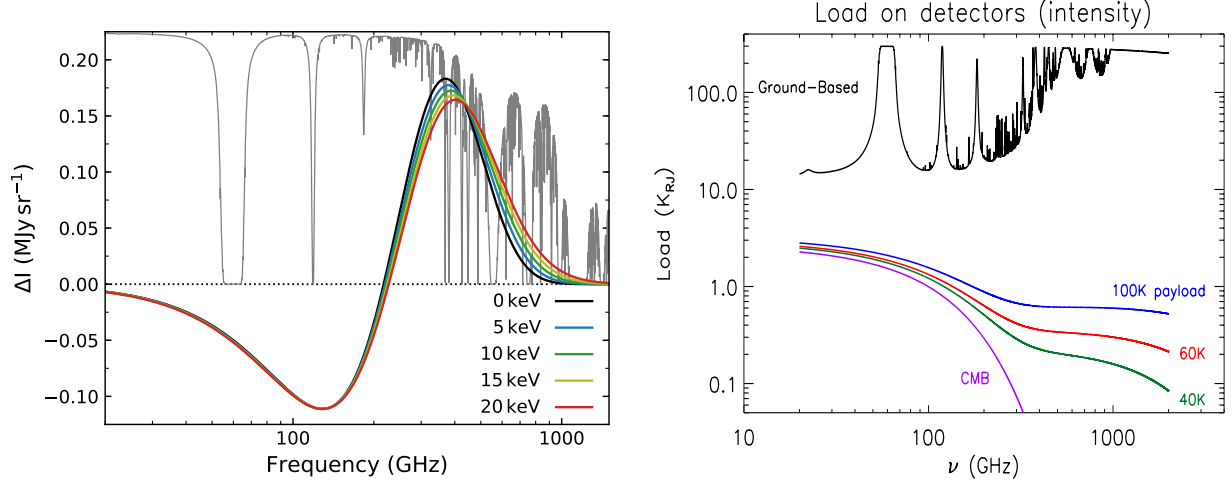 0.20
0.15
0.10
0.05
0.00
−0.05
−0.10
ΔI (MJy sr⁻¹)
0 keV
5 keV
10 keV
15 keV
20 keV
100
1000
Frequency (GHz)
Load on detectors (intensity)
100.0
10.0
1.0
0.1
Load (K_RJ)
Ground−Based
100K payload
60K
CMB
40K
10
100
1000
ν (GHz)